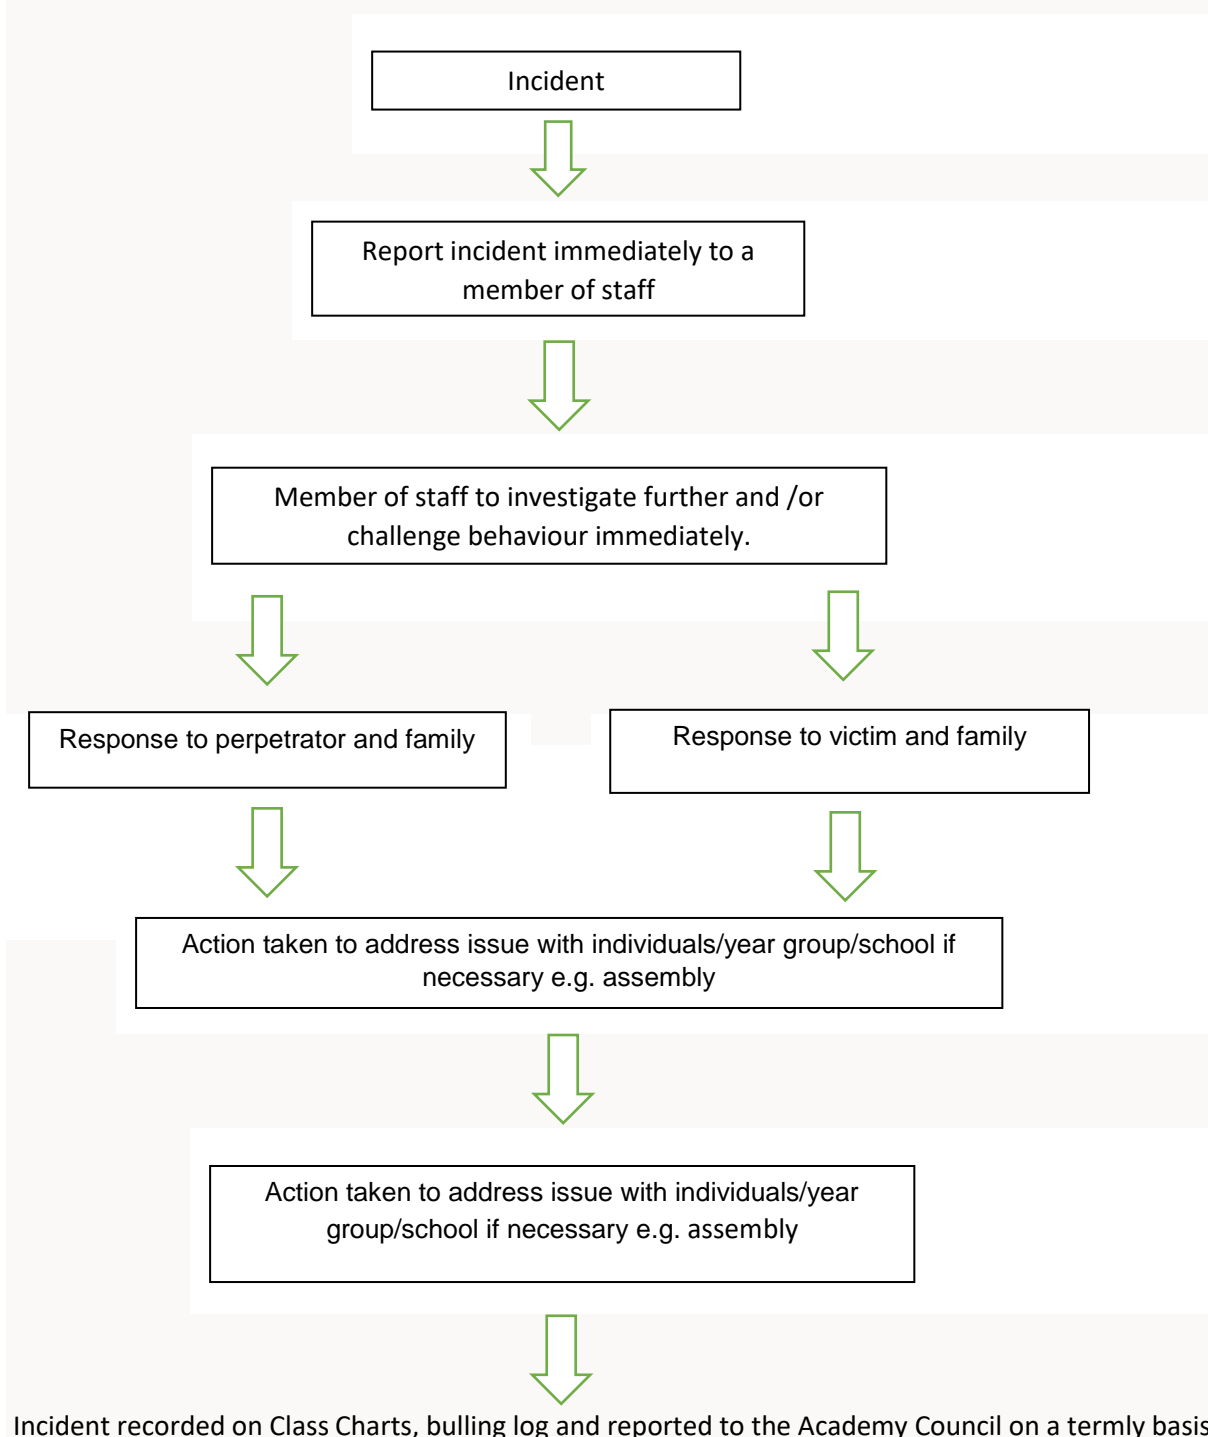 Incident
Report incident immediately to a
member of staff
Member of staff to investigate further and /or
challenge behaviour immediately.
Response to perpetrator and family
Response to victim and family
Action taken to address issue with individuals/year group/school if
necessary e.g. assembly
Action taken to address issue with individuals/year
group/school if necessary e.g. assembly
Incident recorded on Class Charts, bulling log and reported to the Academy Council on a termly basis